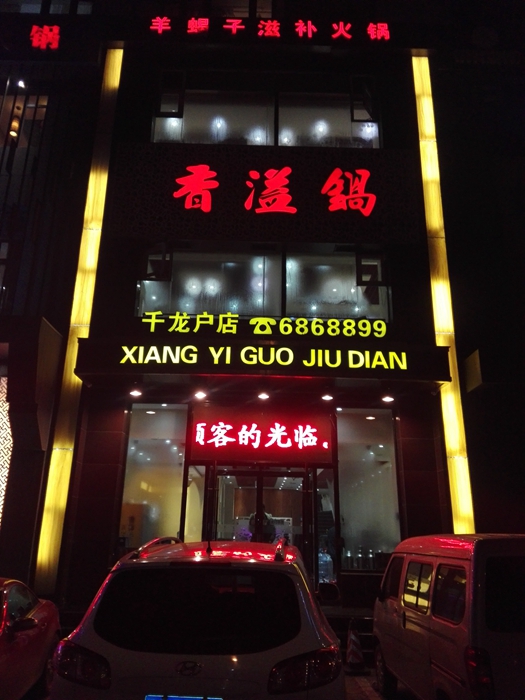 羊蝎子滋补火锅
锅
香溢鍋
千龙户店 ☎6868899
XIANG YI GUO JIU DIAN
顾客的光临。